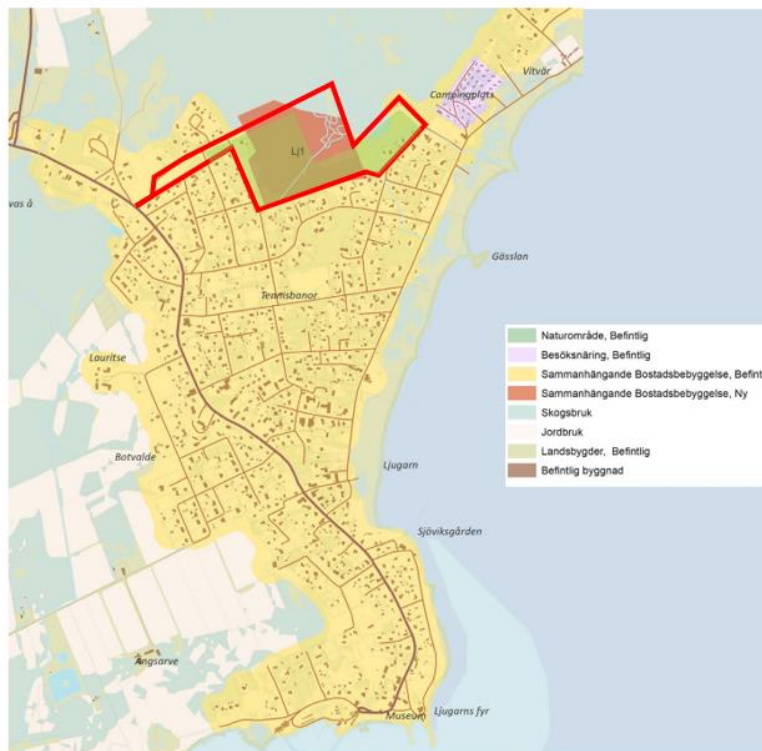 Vitvär
Campingplats
Lj1
vas å
Gässlan
Tennisbanor
Lauritse
Botvalde
Ljugarn
Sjöviksgården
Ängsarve
Museum
Ljugarns fyr
Naturområde, Befintlig
Besöksnäring, Befintlig
Sammanhängande Bostadsbebyggelse, Befint
Sammanhängande Bostadsbebyggelse, Ny
Skogsbruk
Jordbruk
Landsbygder, Befintlig
Befintlig byggnad